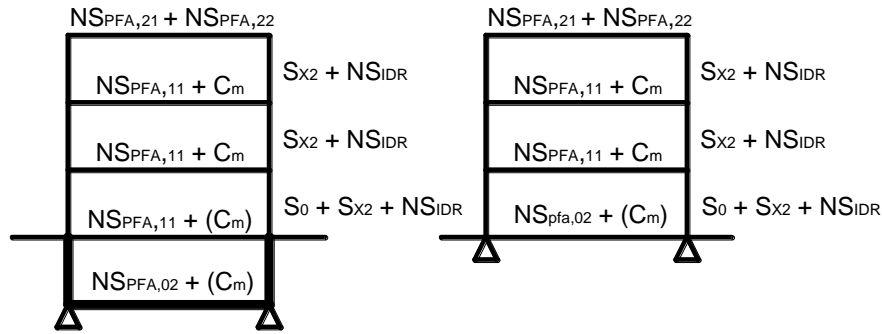 NSPFA,21 + NSPFA,22
SX2 + NSIDR
NSPFA,11 + Cm
SX2 + NSIDR
NSPFA,11 + Cm
S0 + SX2 + NSIDR
NSPFA,11 + (Cm)
NSPFA,02 + (Cm)
NSPFA,21 + NSPFA,22
SX2 + NSIDR
NSPFA,11 + Cm
SX2 + NSIDR
NSPFA,11 + Cm
S0 + SX2 + NSIDR
NSpfa,02 + (Cm)